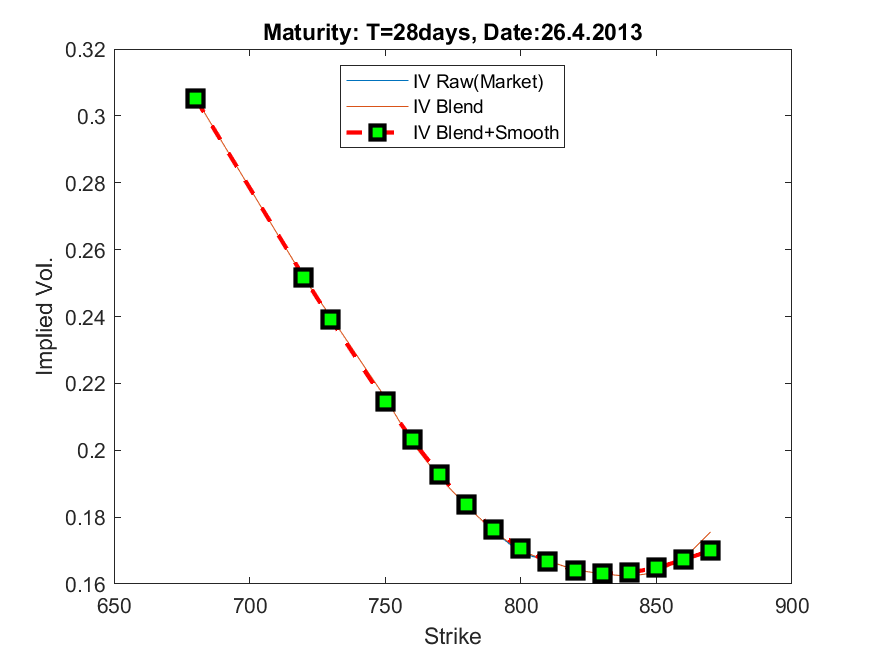 Maturity: T=28days, Date:26.4.2013
0.32
0.3
0.28
0.26
0.24
0.22
0.2
0.18
0.16
Implied Vol.
IV Raw(Market)
IV Blend
IV Blend+Smooth
650 700 750 800 850 900
Strike